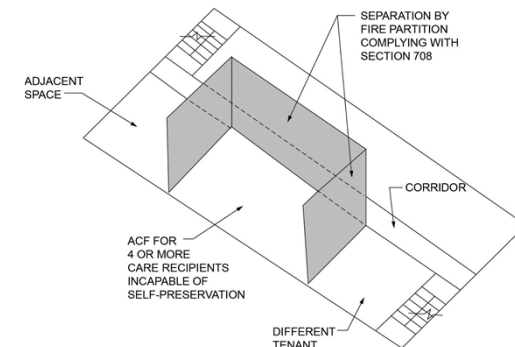 SEPARATION BY
FIRE PARTITION
COMPLYING WITH
SECTION 708
ADJACENT
SPACE
CORRIDOR
ACF FOR
4 OR MORE
CARE RECIPIENTS
INCAPABLE OF
SELF-PRESERVATION
DIFFERENT
TENANT